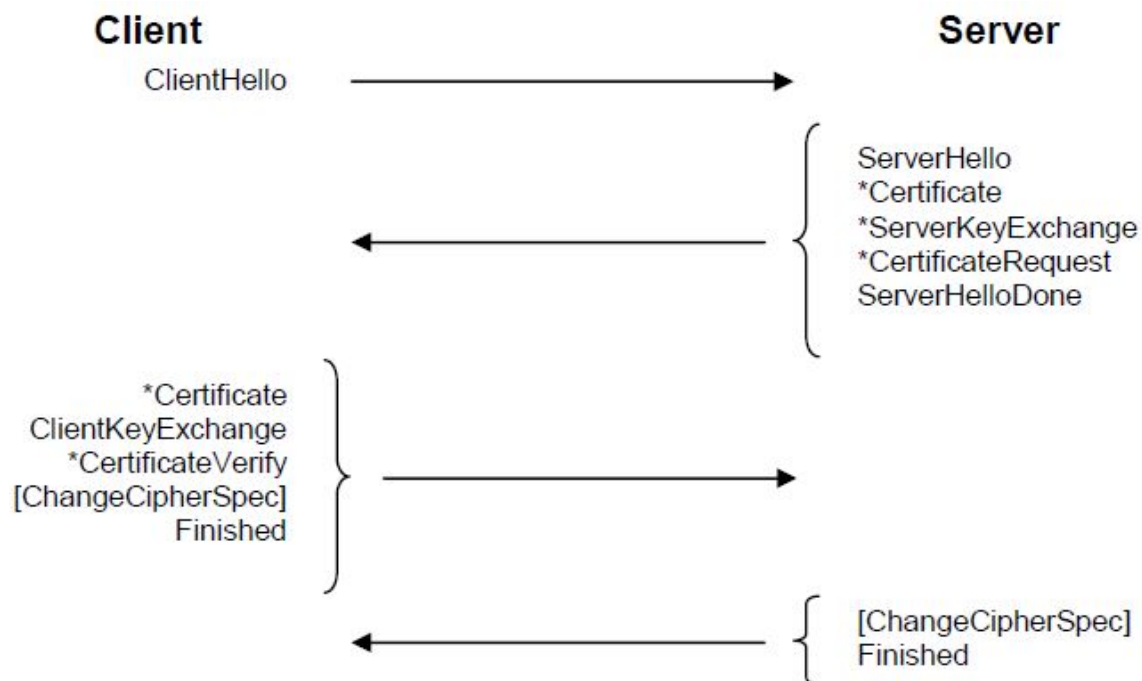 Client
Server
ClientHello
ServerHello
*Certificate
*ServerKeyExchange
*CertificateRequest
ServerHelloDone
*Certificate
ClientKeyExchange
*CertificateVerify
[ChangeCipherSpec]
Finished
[ChangeCipherSpec]
Finished